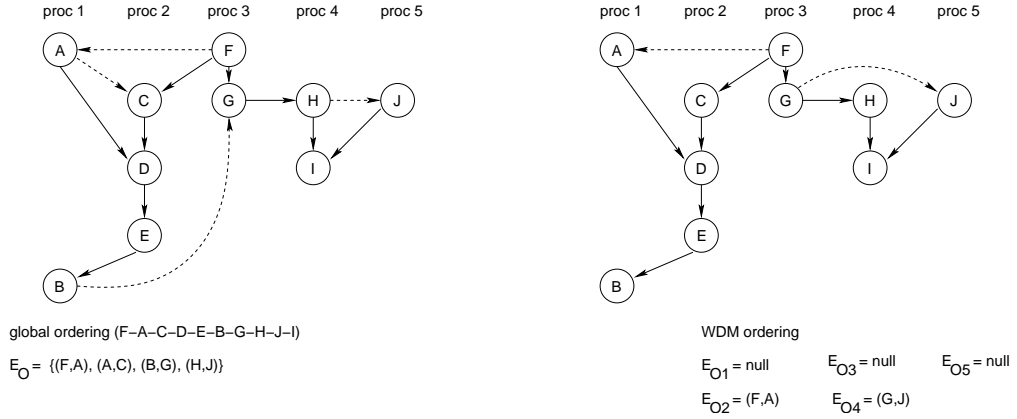 proc 1 proc 2 proc 3 proc 4 proc 5
A
F
C
G
H
J
D
I
E
B
global ordering (F–A–C–D–E–B–G–H–J–I)
E_O = {(F,A), (A,C), (B,G), (H,J)}
proc 1 proc 2 proc 3 proc 4 proc 5
A
F
C
G
H
J
D
I
E
B
WDM ordering
E_O1 = null E_O3 = null E_O5 = null
E_O2 = (F,A) E_O4 = (G,J)